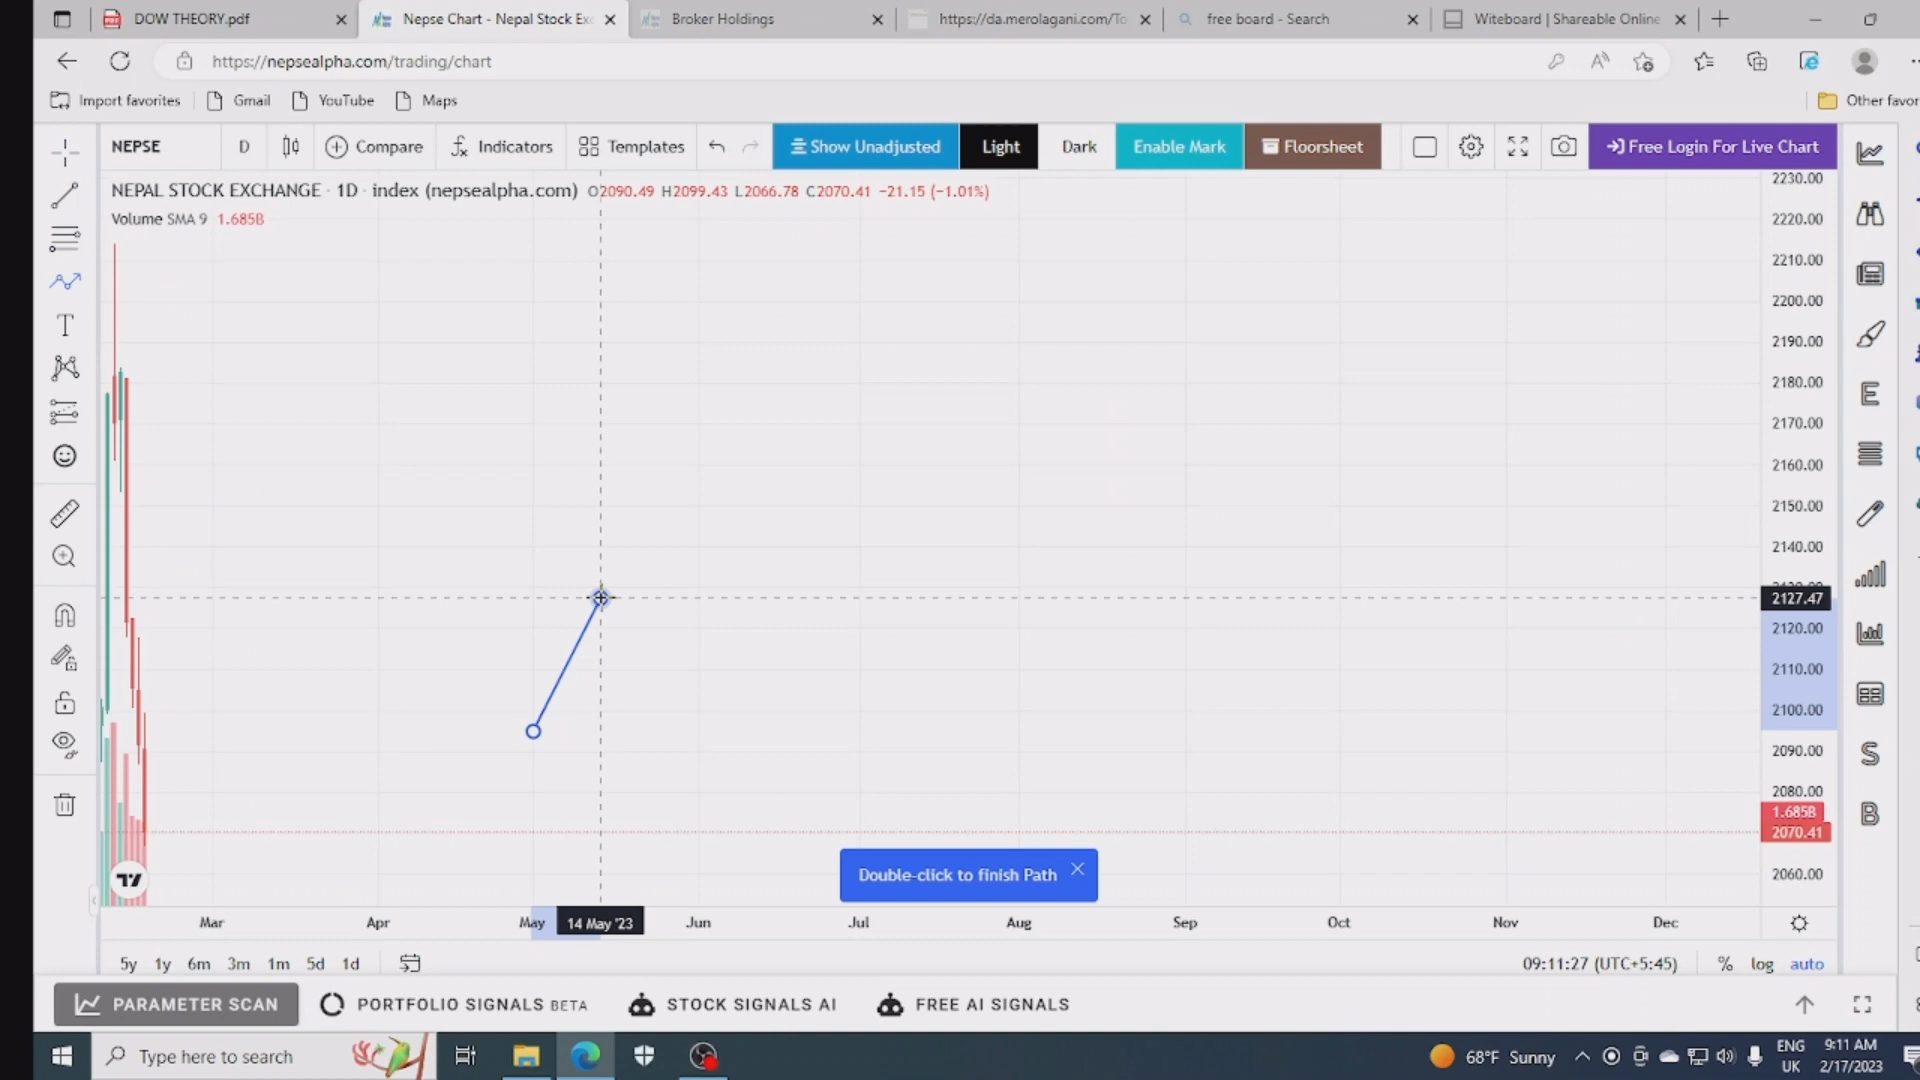 DOW THEORY.pdf
Nepse Chart - Nepal Stock Exc
Broker Holdings
https://da.merolagani.com/To
free board - Search
Witeboard | Shareable Online
https://nepsealpha.com/trading/chart
Import favorites
Gmail
YouTube
Maps
Other favor
NEPSE
D
Compare
Indicators
Templates
Show Unadjusted
Light
Dark
Enable Mark
Floorsheet
Free Login For Live Chart
NEPAL STOCK EXCHANGE · 1D · index (nepsealpha.com) O2090.49 H2099.43 L2066.78 C2070.41 −21.15 (−1.01%)
Volume SMA 9 1.685B
2230.00
2220.00
2210.00
2200.00
2190.00
2180.00
2170.00
2160.00
2150.00
2140.00
2127.47
2120.00
2110.00
2100.00
2090.00
2080.00
1.685B
2070.41
2060.00
Double-click to finish Path
Mar
Apr
May
14 May '23
Jun
Jul
Aug
Sep
Oct
Nov
Dec
5y 1y 6m 3m 1m 5d 1d
09:11:27 (UTC+5:45)
% log auto
PARAMETER SCAN
PORTFOLIO SIGNALS BETA
STOCK SIGNALS AI
FREE AI SIGNALS
Type here to search
68°F Sunny
ENG
UK
9:11 AM
2/17/2023
E
S
B